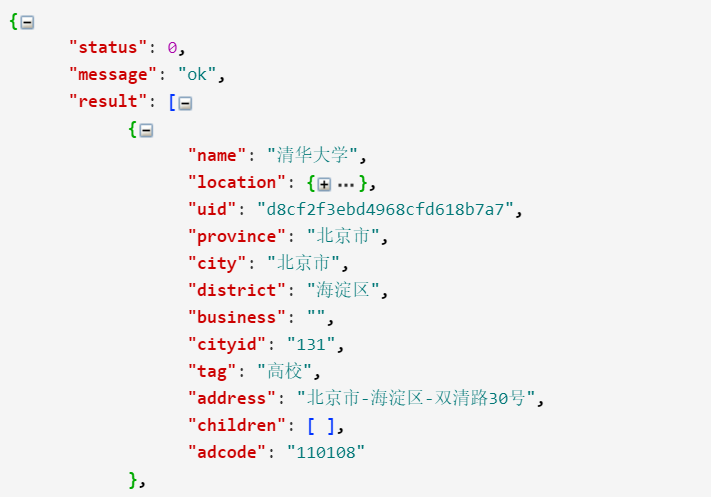 {
"status": 0,
"message": "ok",
"result": [
{
"name": "清华大学",
"location": {...},
"uid": "d8cf2f3ebd4968cfd618b7a7",
"province": "北京市",
"city": "北京市",
"district": "海淀区",
"business": "",
"cityid": "131",
"tag": "高校",
"address": "北京市-海淀区-双清路30号",
"children": [ ],
"adcode": "110108"
},